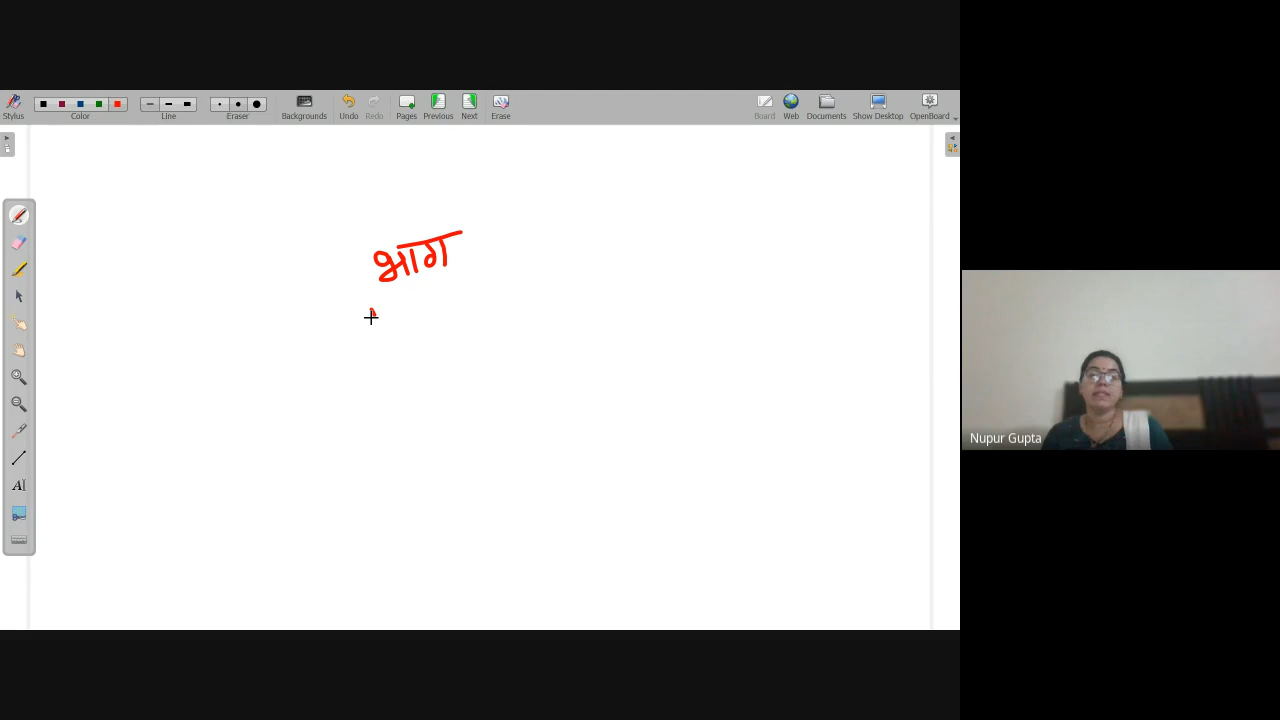 Stylus
Color
Line
Eraser
Backgrounds
Undo
Redo
Pages
Previous
Next
Erase
Board
Web
Documents
Show Desktop
OpenBoard
भाग
AI
Nupur Gupta